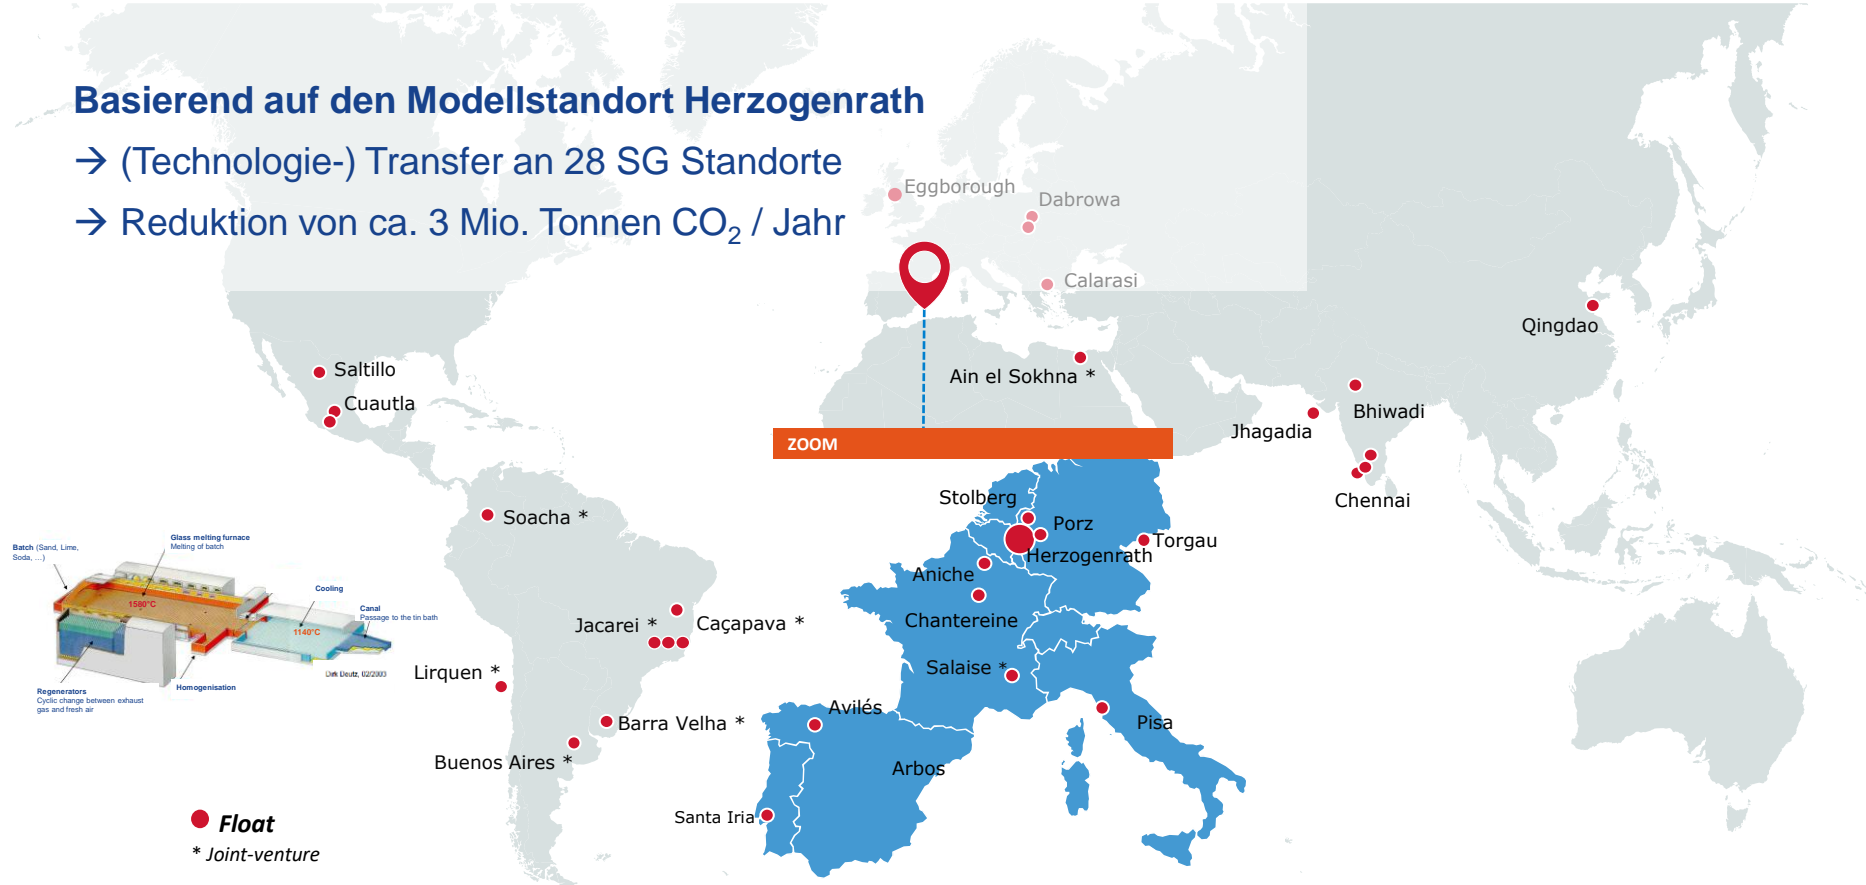 Basierend auf den Modellstandort Herzogenrath
→ (Technologie-) Transfer an 28 SG Standorte
→ Reduktion von ca. 3 Mio. Tonnen CO₂ / Jahr
Eggborough
Dabrowa
Calarasi
Qingdao
Saltillo
Cuautla
Ain el Sokhna *
Bhiwadi
Jhagadia
Chennai
ZOOM
Stolberg
Porz
Herzogenrath
Torgau
Aniche
Chantereine
Salaise *
Avilés
Pisa
Arbos
Santa Iria
Soacha *
Jacarei *
Caçapava *
Lirquen *
Barra Velha *
Buenos Aires *
Batch (Sand, Lime,
Soda, ...)
Glass melting furnace
Melting of batch
Cooling
Canal
Passage to the tin bath
1580°C
1140°C
Dirk Deutz, 02/2003
Homogenisation
Regenerators
Cyclic change between exhaust
gas and fresh air
Float
* Joint-venture